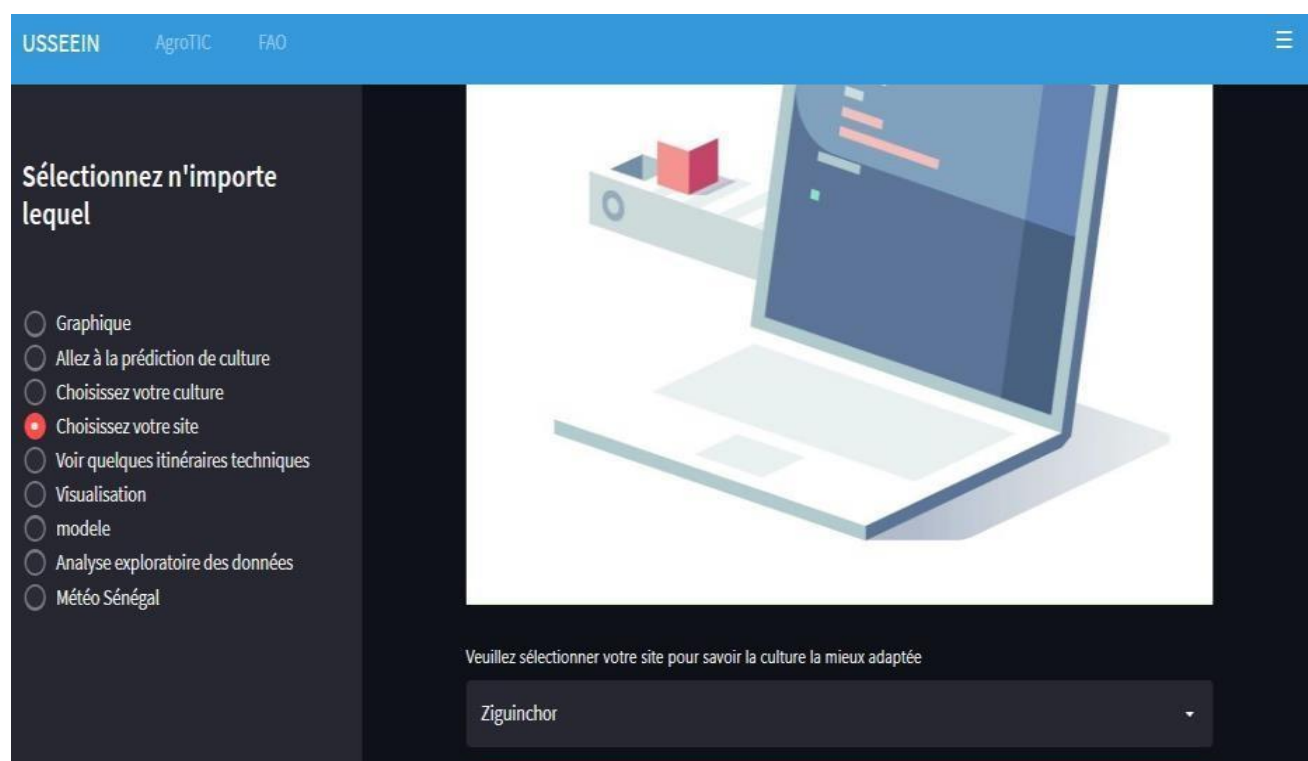 USSEEIN AgroTIC FAO
Sélectionnez n'importe
lequel
Graphique
Allez à la prédiction de culture
Choisissez votre culture
Choisissez votre site
Voir quelques itinéraires techniques
Visualisation
modele
Analyse exploratoire des données
Météo Sénégal
Veuillez sélectionner votre site pour savoir la culture la mieux adaptée
Ziguinchor